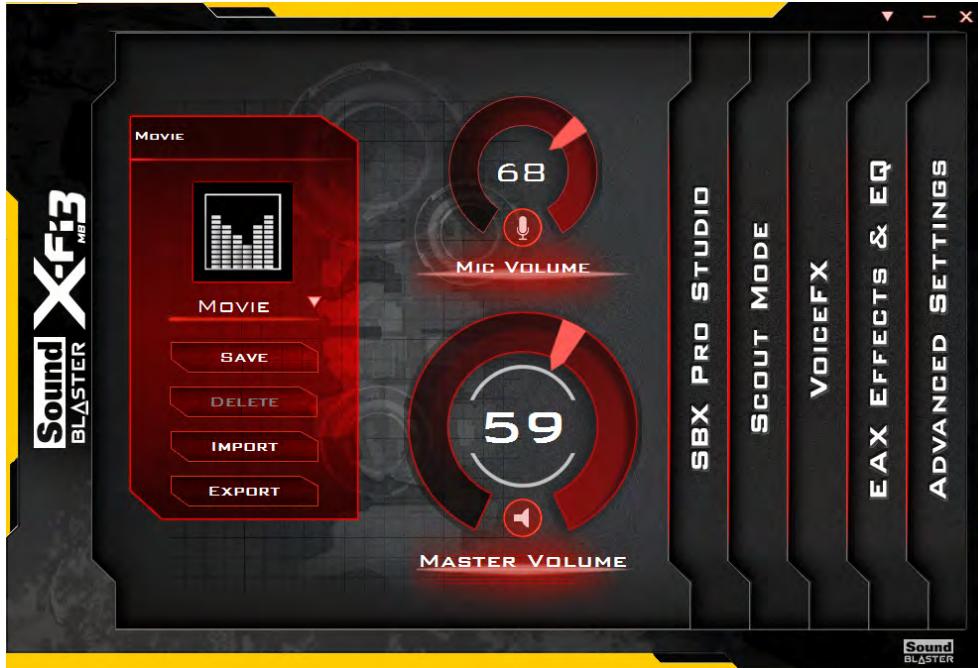 Sound
BLASTER
X-Fi3
MB
Movie
Movie
Save
Delete
Import
Export
68
Mic Volume
59
Master Volume
SBX Pro Studio
Scout Mode
VoiceFX
EAX Effects & EQ
Advanced Settings
Sound
BLASTER